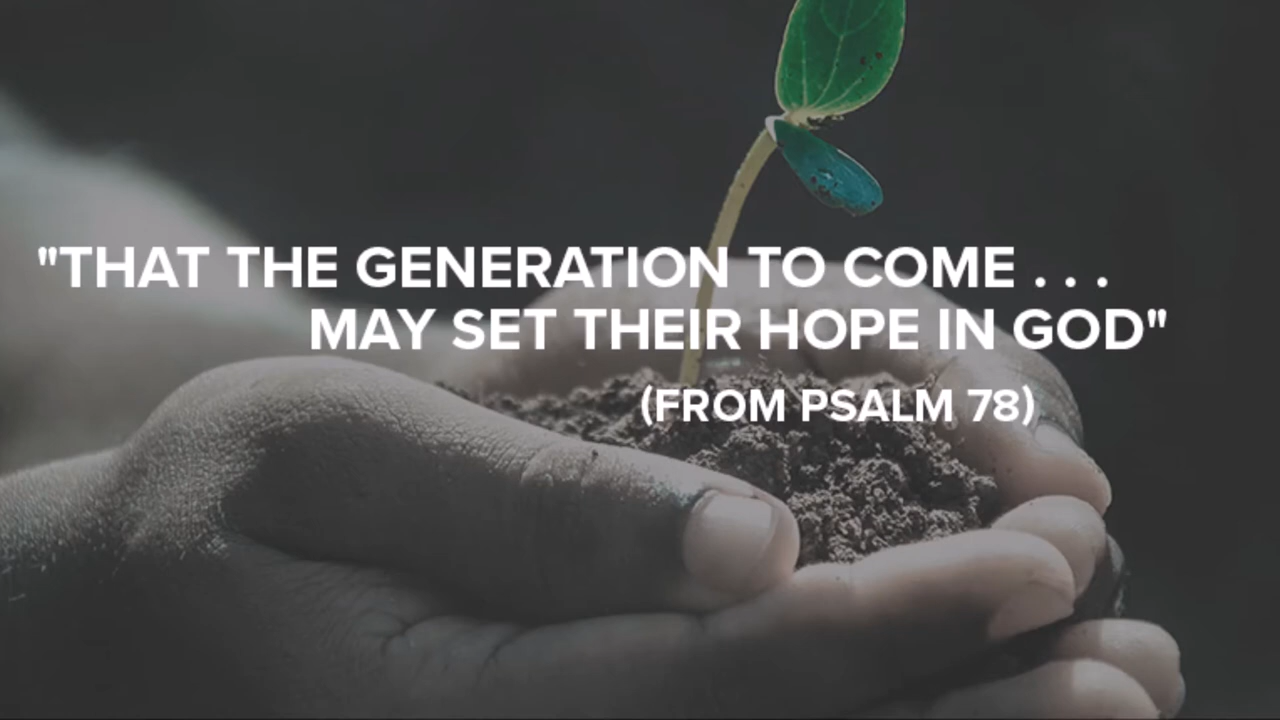 "THAT THE GENERATION TO COME . . .
MAY SET THEIR HOPE IN GOD"
(FROM PSALM 78)